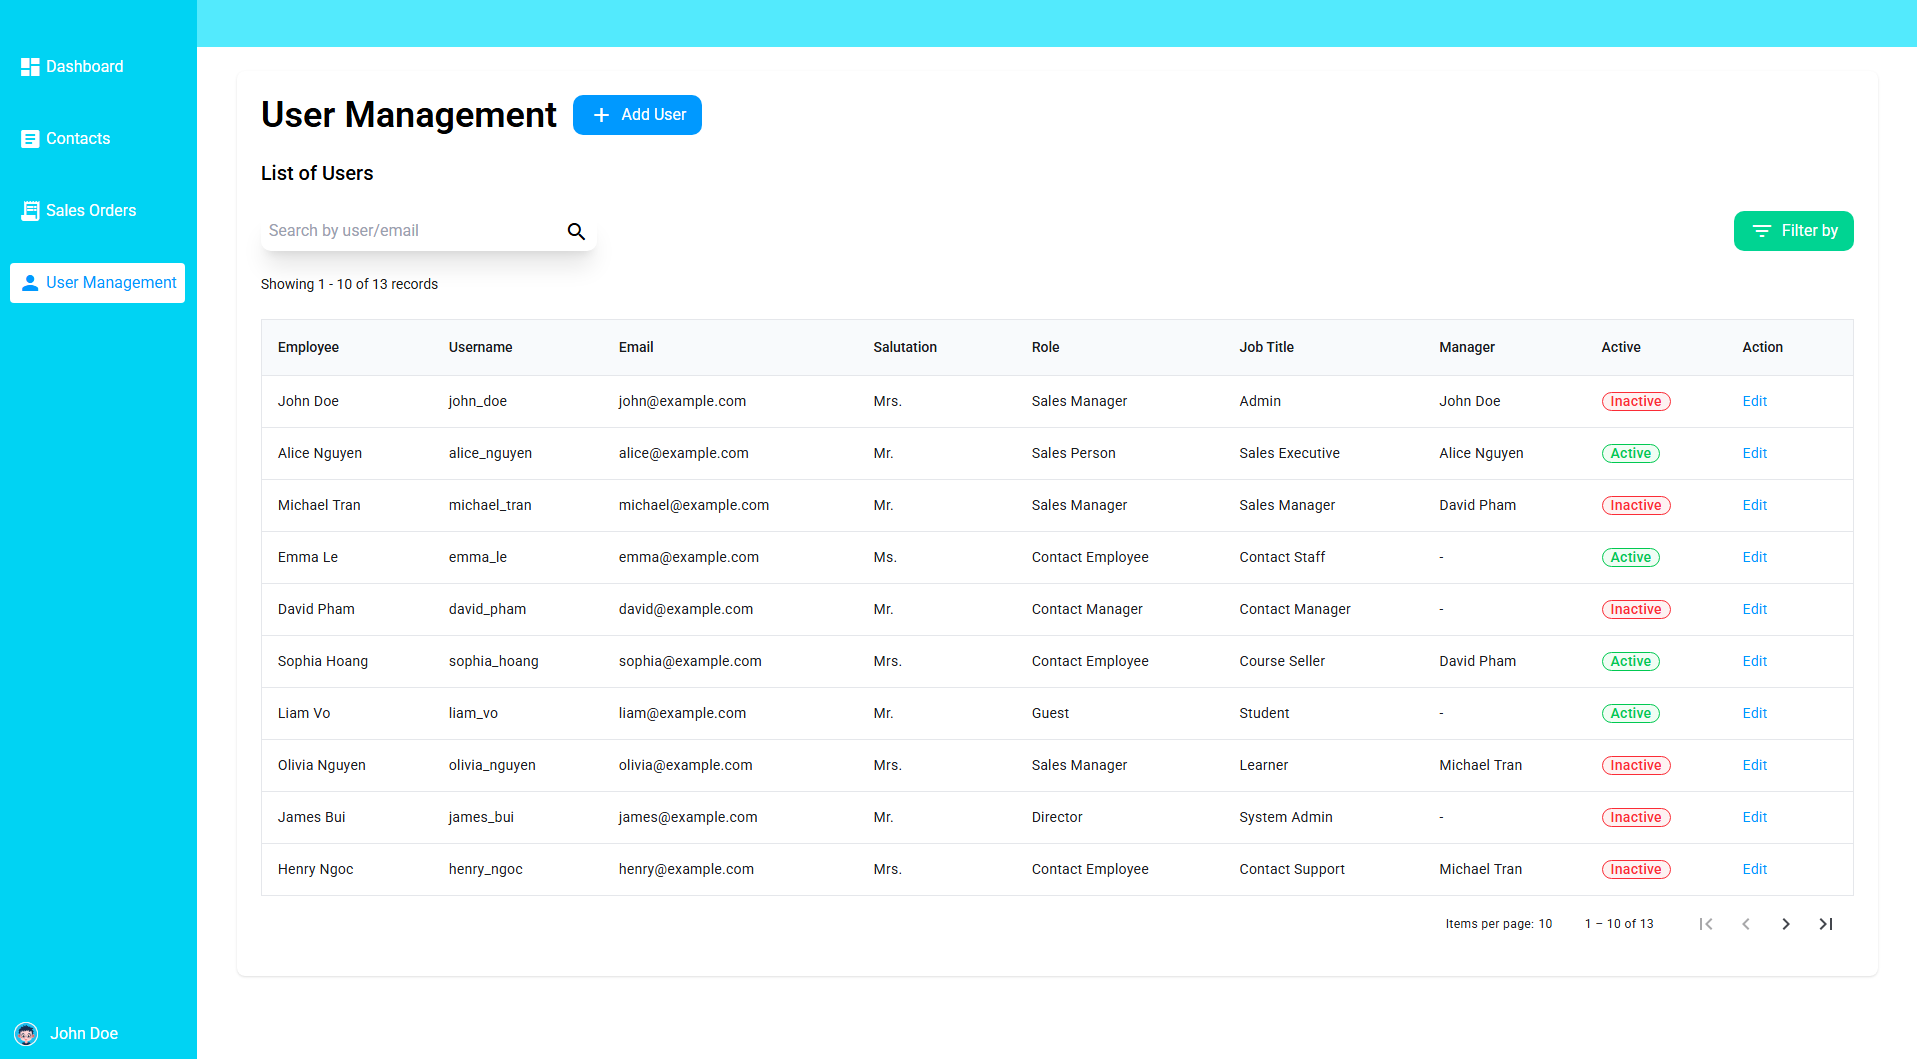 Dashboard
Contacts
Sales Orders
User Management
John Doe
User Management
Add User
List of Users
Search by user/email
Filter by
Showing 1 - 10 of 13 records
Employee Username Email Salutation Role Job Title Manager Active Action
John Doe john_doe john@example.com Mrs. Sales Manager Admin John Doe Inactive Edit
Alice Nguyen alice_nguyen alice@example.com Mr. Sales Person Sales Executive Alice Nguyen Active Edit
Michael Tran michael_tran michael@example.com Mr. Sales Manager Sales Manager David Pham Inactive Edit
Emma Le emma_le emma@example.com Ms. Contact Employee Contact Staff - Active Edit
David Pham david_pham david@example.com Mr. Contact Manager Contact Manager - Inactive Edit
Sophia Hoang sophia_hoang sophia@example.com Mrs. Contact Employee Course Seller David Pham Active Edit
Liam Vo liam_vo liam@example.com Mr. Guest Student - Active Edit
Olivia Nguyen olivia_nguyen olivia@example.com Mrs. Sales Manager Learner Michael Tran Inactive Edit
James Bui james_bui james@example.com Mr. Director System Admin - Inactive Edit
Henry Ngoc henry_ngoc henry@example.com Mrs. Contact Employee Contact Support Michael Tran Inactive Edit
Items per page: 10 1 – 10 of 13